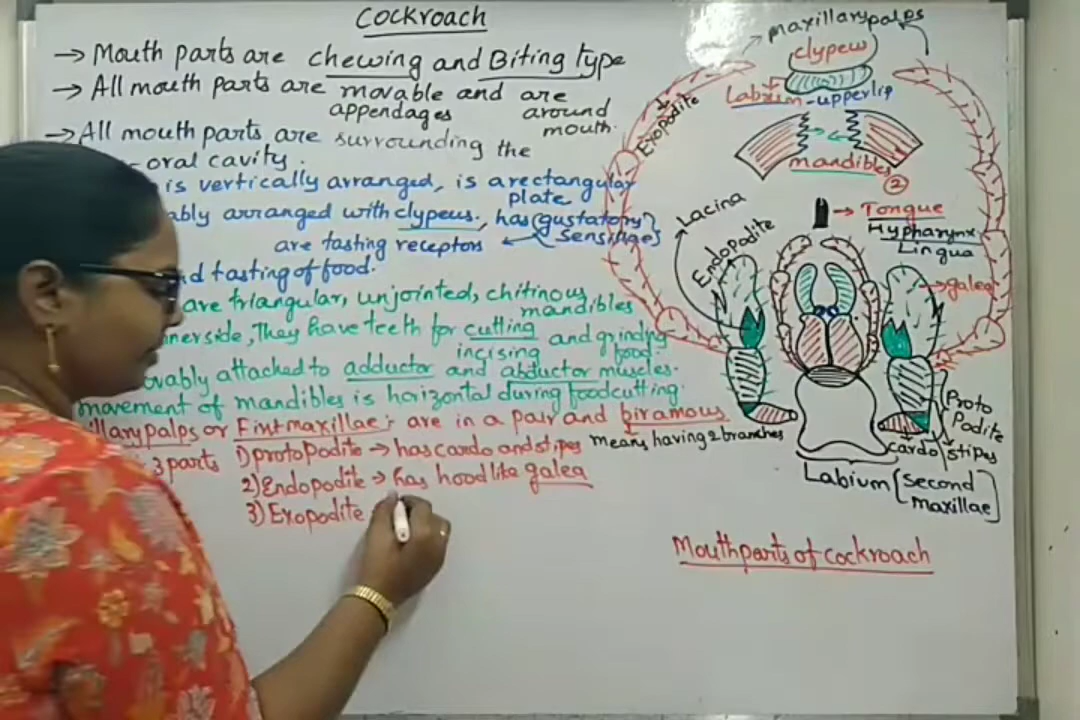 Cockroach
→ Mouth parts are chewing and Biting type
→ All mouth parts are movable and are
appendages around
mouth.
→ All mouth parts are surrounding the
-oral cavity.
is vertically arranged, is a rectangular
plate
ably arranged with clypeus, has (gustatory
sensillae)
are tasting receptors ←
nd tasting of food.
are triangular, unjointed, chitinous
mandibles
nerside, They have teeth for cutting and grinding
incising food.
ovably attached to adductor and abductor muscles.
movement of mandibles is horizontal during food cutting.
illary palps or First maxillae; are in a pair and biramous
means having 2 branches
3 parts 1) protopodite → has cardo and stipes
2) Endopodite → has hood like galea
3) Exopodite
maxillary palps
clypeus
Labrum - upper lip
Exopodite
mandibles
②
→ Tongue
Hypharynx
Lingua
Lacina
Endopodite
→ galea
Proto
Podite
cardo stipes
Labium [second
maxillae]
Mouthparts of cockroach